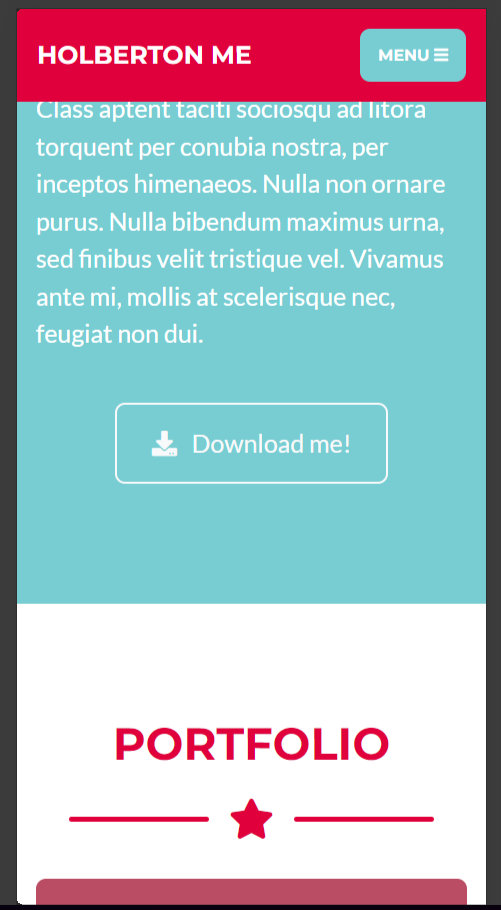 HOLBERTON ME
MENU
Class aptent taciti sociosqu ad litora
torquent per conubia nostra, per
inceptos himenaeos. Nulla non ornare
purus. Nulla bibendum maximus urna,
sed finibus velit tristique vel. Vivamus
ante mi, mollis at scelerisque nec,
feugiat non dui.
Download me!
PORTFOLIO